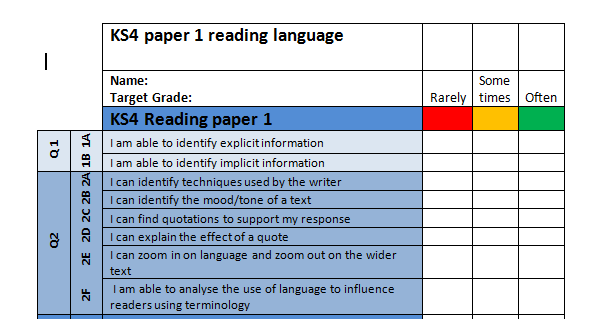 KS4 paper 1 reading language
Name:
Target Grade:
Rarely
Some
times
Often
KS4 Reading paper 1
Q1
1A
I am able to identify explicit information
1B
I am able to identify implicit information
Q2
2A
I can identify techniques used by the writer
2B
I can identify the mood/tone of a text
2C
I can find quotations to support my response
2D
I can explain the effect of a quote
2E
I can zoom in on language and zoom out on the wider
text
2F
I am able to analyse the use of language to influence
readers using terminology